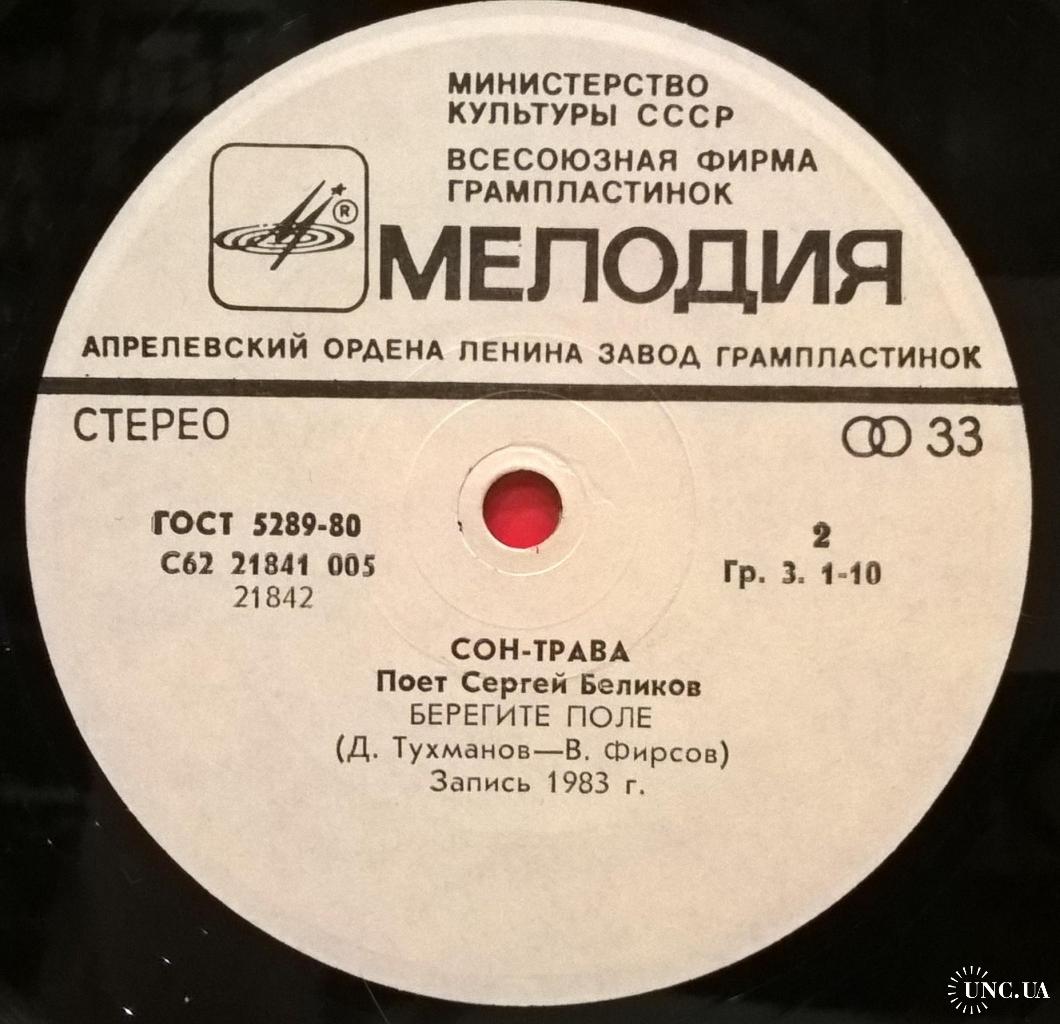 МИНИСТЕРСТВО
КУЛЬТУРЫ СССР
ВСЕСОЮЗНАЯ ФИРМА
ГРАМПЛАСТИНОК
®
МЕЛОДИЯ
АПРЕЛЕВСКИЙ ОРДЕНА ЛЕНИНА ЗАВОД ГРАМПЛАСТИНОК
СТЕРЕО
33
ГОСТ 5289-80
С62 21841 005
21842
2
Гр. 3. 1-10
СОН-ТРАВА
Поет Сергей Беликов
БЕРЕГИТЕ ПОЛЕ
(Д. Тухманов—В. Фирсов)
Запись 1983 г.
UNC.UA